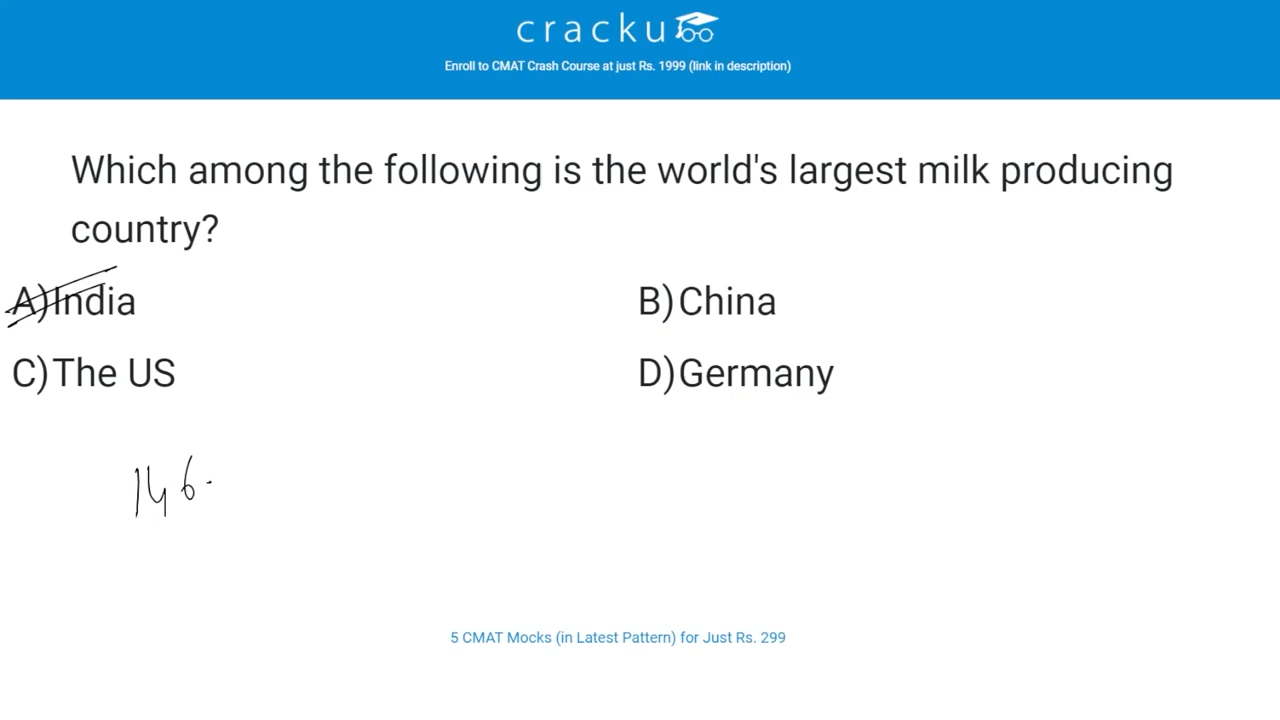 cracku
Enroll to CMAT Crash Course at just Rs. 1999 (link in description)
Which among the following is the world's largest milk producing
country?
A)India
B)China
C)The US
D)Germany
146.
5 CMAT Mocks (in Latest Pattern) for Just Rs. 299